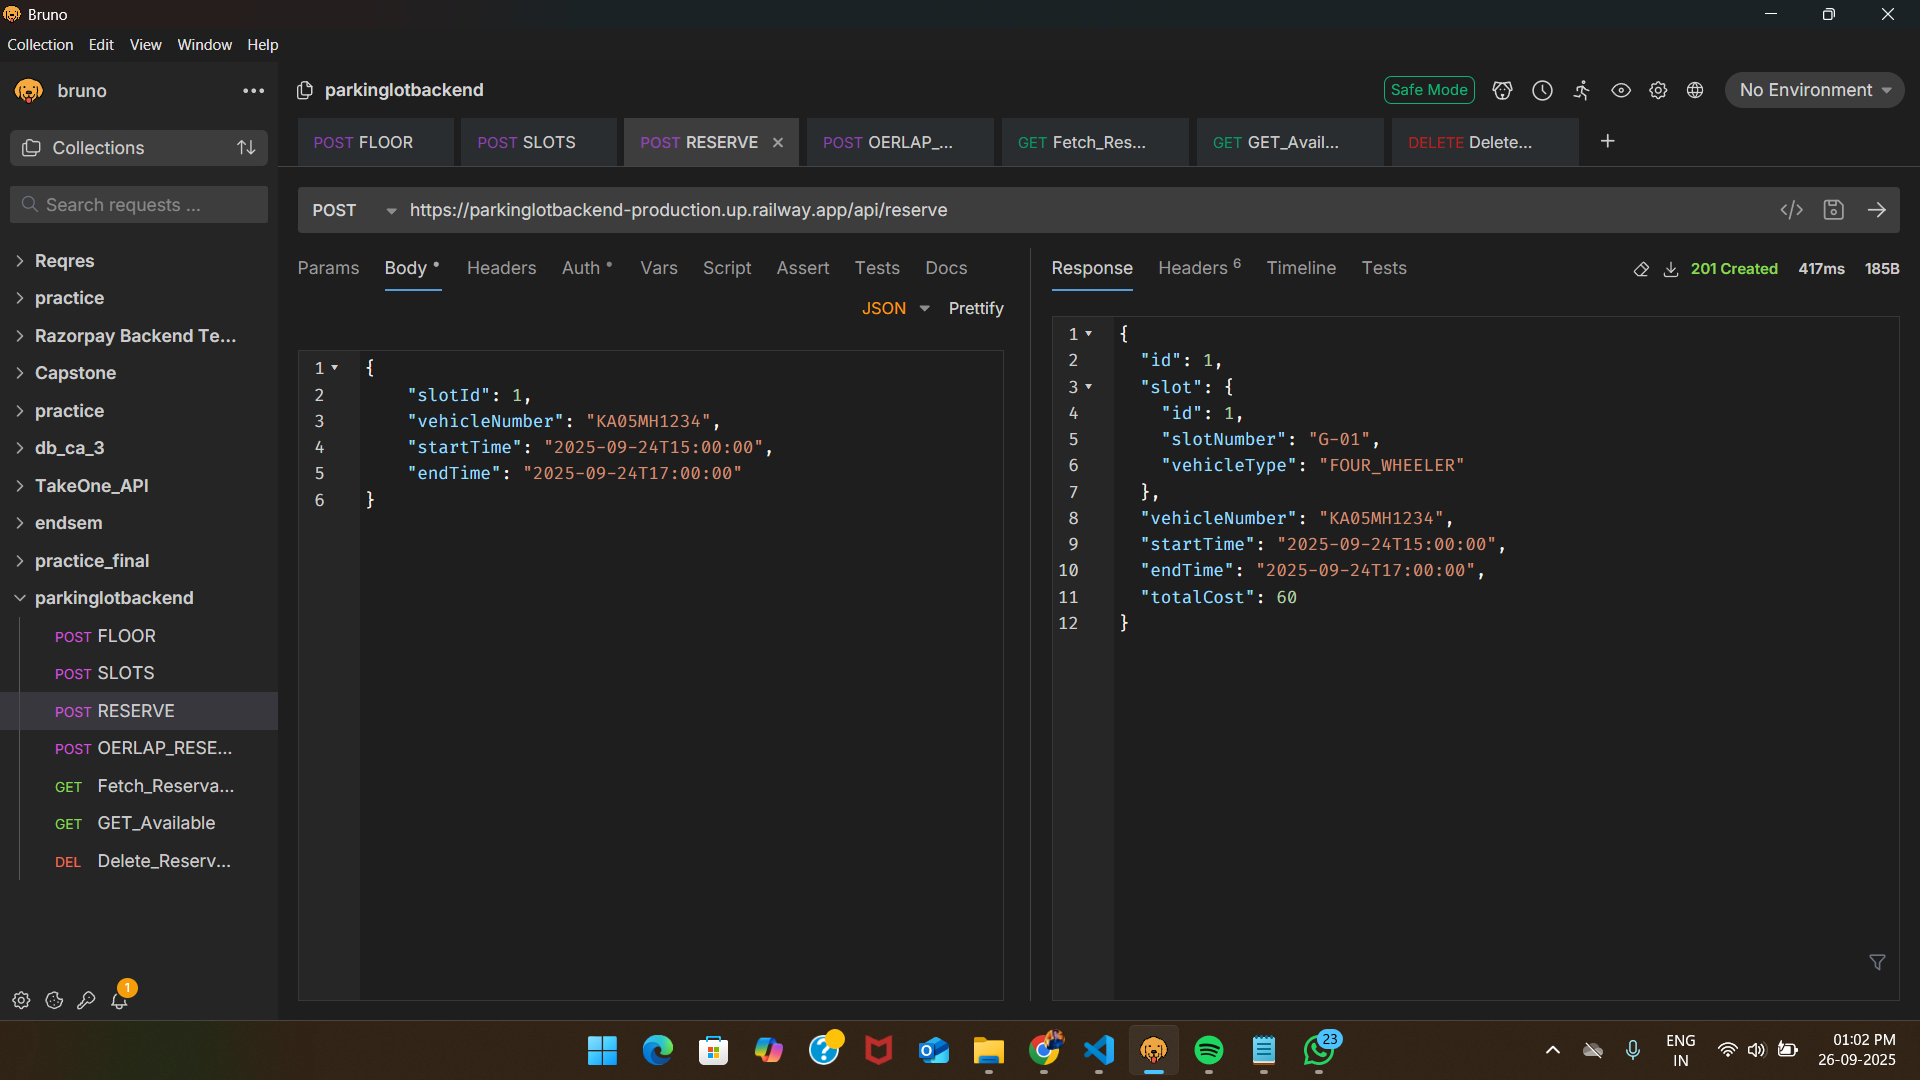 Bruno
Collection Edit View Window Help
bruno
Collections
Search requests ...
Reqres
practice
Razorpay Backend Te...
Capstone
practice
db_ca_3
TakeOne_API
endsem
practice_final
parkinglotbackend
POST FLOOR
POST SLOTS
POST RESERVE
POST OERLAP_RESE...
GET Fetch_Reserva...
GET GET_Available
DEL Delete_Reserv...
1
parkinglotbackend
Safe Mode
No Environment
POST FLOOR
POST SLOTS
POST RESERVE
POST OERLAP_...
GET Fetch_Res...
GET GET_Avail...
DELETE Delete...
POST https://parkinglotbackend-production.up.railway.app/api/reserve
Params Body Headers Auth Vars Script Assert Tests Docs
JSON Prettify
1 {
2 "slotId": 1,
3 "vehicleNumber": "KA05MH1234",
4 "startTime": "2025-09-24T15:00:00",
5 "endTime": "2025-09-24T17:00:00"
6 }
Response Headers 6 Timeline Tests
201 Created 417ms 185B
1 {
2 "id": 1,
3 "slot": {
4 "id": 1,
5 "slotNumber": "G-01",
6 "vehicleType": "FOUR_WHEELER"
7 },
8 "vehicleNumber": "KA05MH1234",
9 "startTime": "2025-09-24T15:00:00",
10 "endTime": "2025-09-24T17:00:00",
11 "totalCost": 60
12 }
23
ENG
IN
01:02 PM
26-09-2025